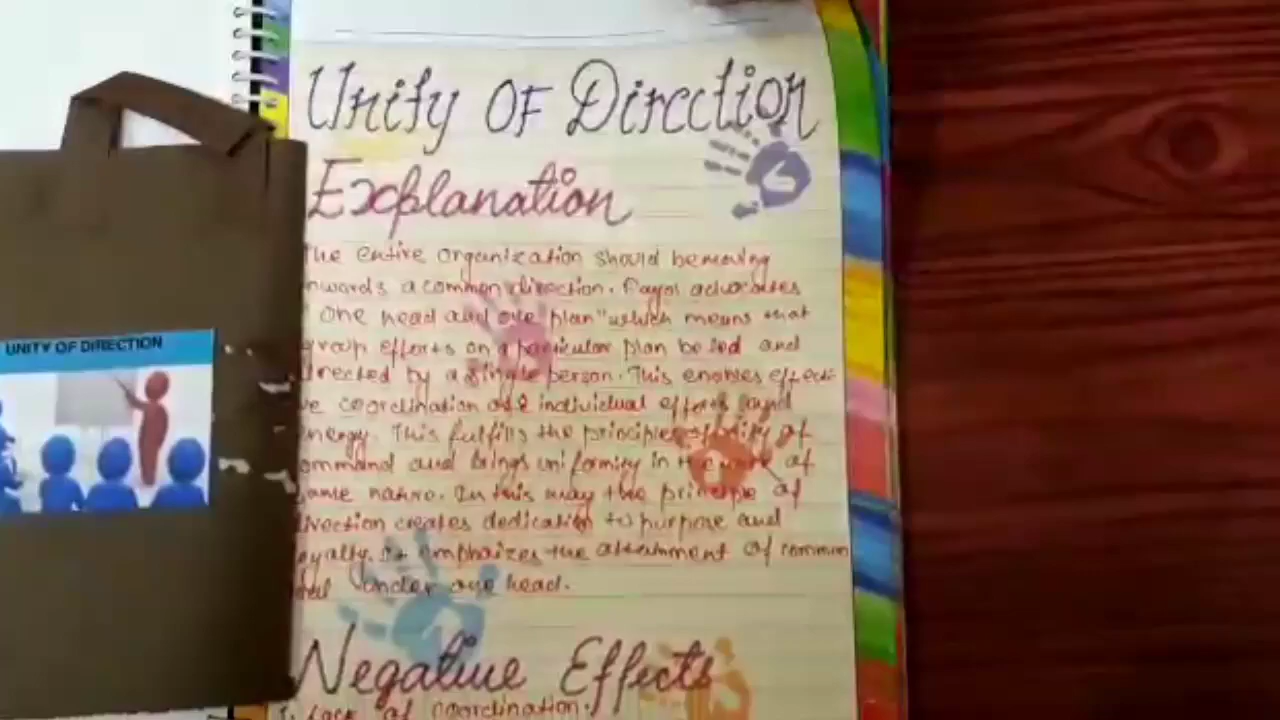 Unity OF Direction
Explanation
The entire organization should be moving
towards a common direction. Fayol advocates
"One head and one plan" which means that
group efforts on a particular plan be led and
directed by a single person. This enables effecti-
ve coordination of individual efforts and
energy. This fulfills the principles of unity of
command and brings uniformity in the work of
same nature. In this way the principle of
direction creates dedication to purpose and
loyalty. It emphaizes the attainment of common
under one head.
Negative Effects
1. Lack of coordination.
UNITY OF DIRECTION